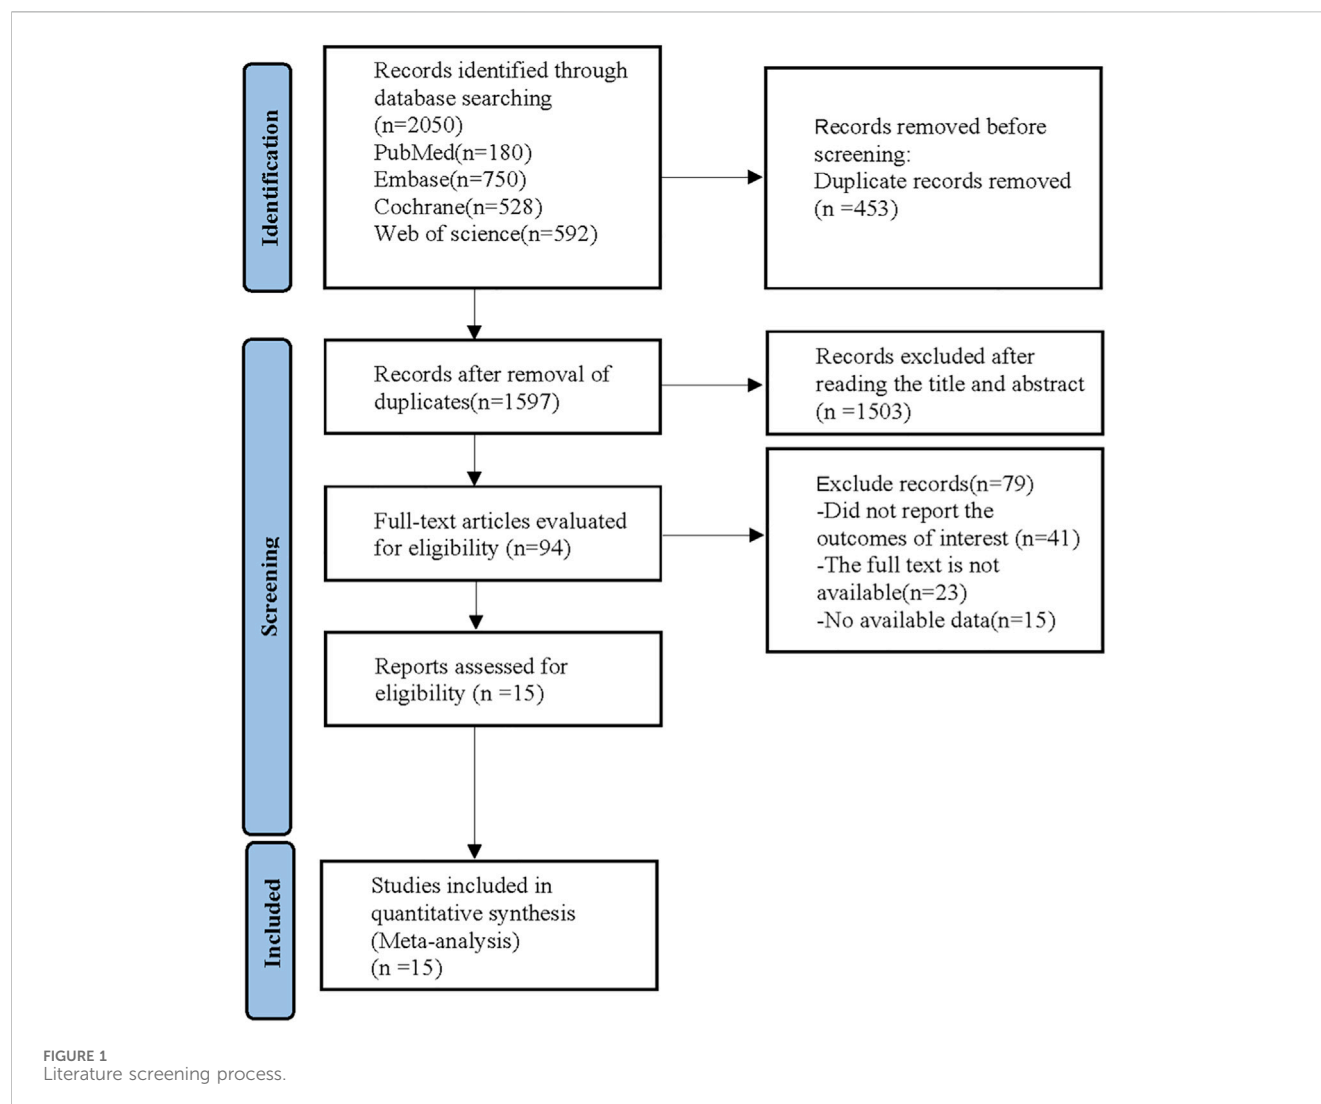 Identification
Records identified through
database searching
(n=2050)
PubMed(n=180)
Embase(n=750)
Cochrane(n=528)
Web of science(n=592)
Records removed before
screening:
Duplicate records removed
(n =453)
Screening
Records after removal of
duplicates(n=1597)
Records excluded after
reading the title and abstract
(n =1503)
Full-text articles evaluated
for eligibility (n=94)
Exclude records(n=79)
-Did not report the
outcomes of interest (n=41)
-The full text is not
available(n=23)
-No available data(n=15)
Reports assessed for
eligibility (n =15)
Included
Studies included in
quantitative synthesis
(Meta-analysis)
(n =15)
FIGURE 1
Literature screening process.